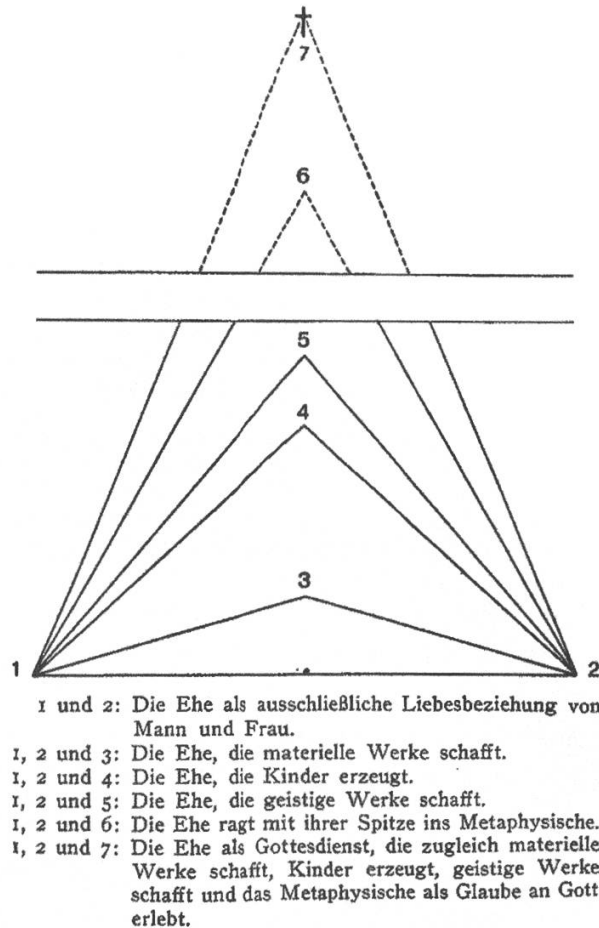 7
6
5
4
3
1 2
1 und 2: Die Ehe als ausschließliche Liebesbeziehung von
Mann und Frau.
1, 2 und 3: Die Ehe, die materielle Werke schafft.
1, 2 und 4: Die Ehe, die Kinder erzeugt.
1, 2 und 5: Die Ehe, die geistige Werke schafft.
1, 2 und 6: Die Ehe ragt mit ihrer Spitze ins Metaphysische.
1, 2 und 7: Die Ehe als Gottesdienst, die zugleich materielle
Werke schafft, Kinder erzeugt, geistige Werke
schafft und das Metaphysische als Glaube an Gott
erlebt.